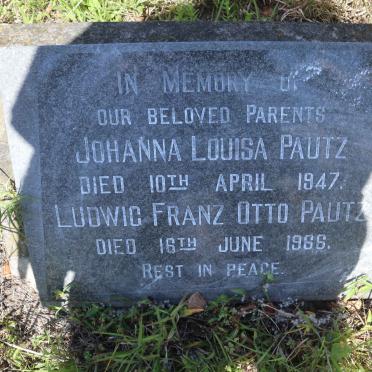 IN MEMORY OF
OUR BELOVED PARENTS
JOHANNA LOUISA PAUTZ
DIED 10TH APRIL 1947.
LUDWIG FRANZ OTTO PAUTZ
DIED 16TH JUNE 1966.
REST IN PEACE.